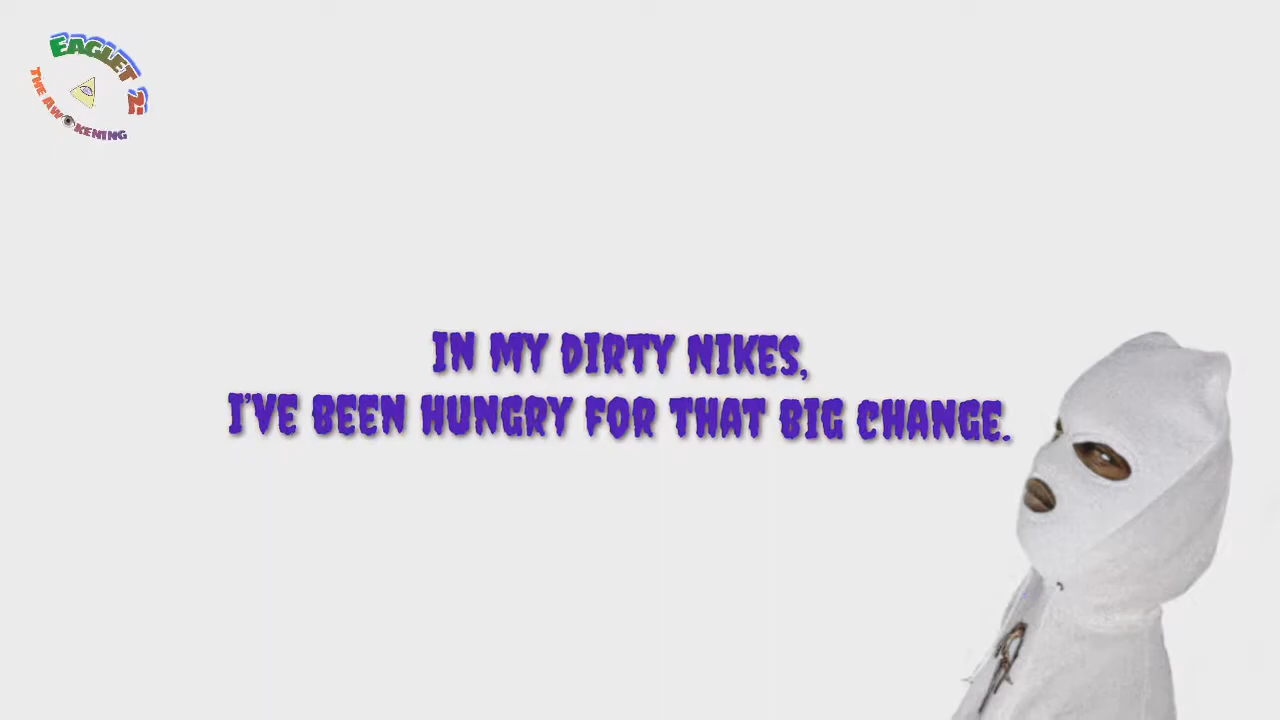 EAGLET 2:
THE AWOKENING
IN MY DIRTY NIKES,
I'VE BEEN HUNGRY FOR THAT BIG CHANGE.